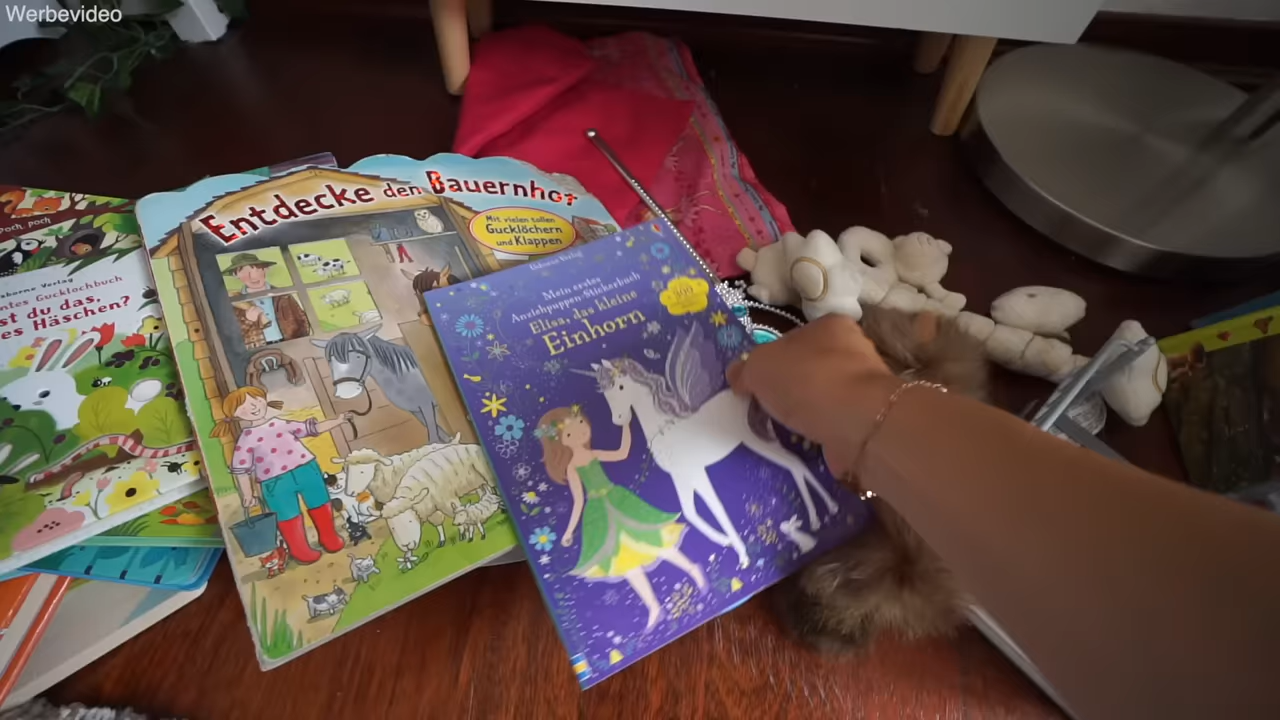 Werbevideo
Poch, poch
Usborne Verlag
st du das,
es Häschen?
Entdecke den Bauernhof
Mit vielen tollen
Gucklöchern
und Klappen
Usborne Verlag
Mein erstes
Anziehpuppen-Stickerbuch
Elisa, das kleine
Einhorn